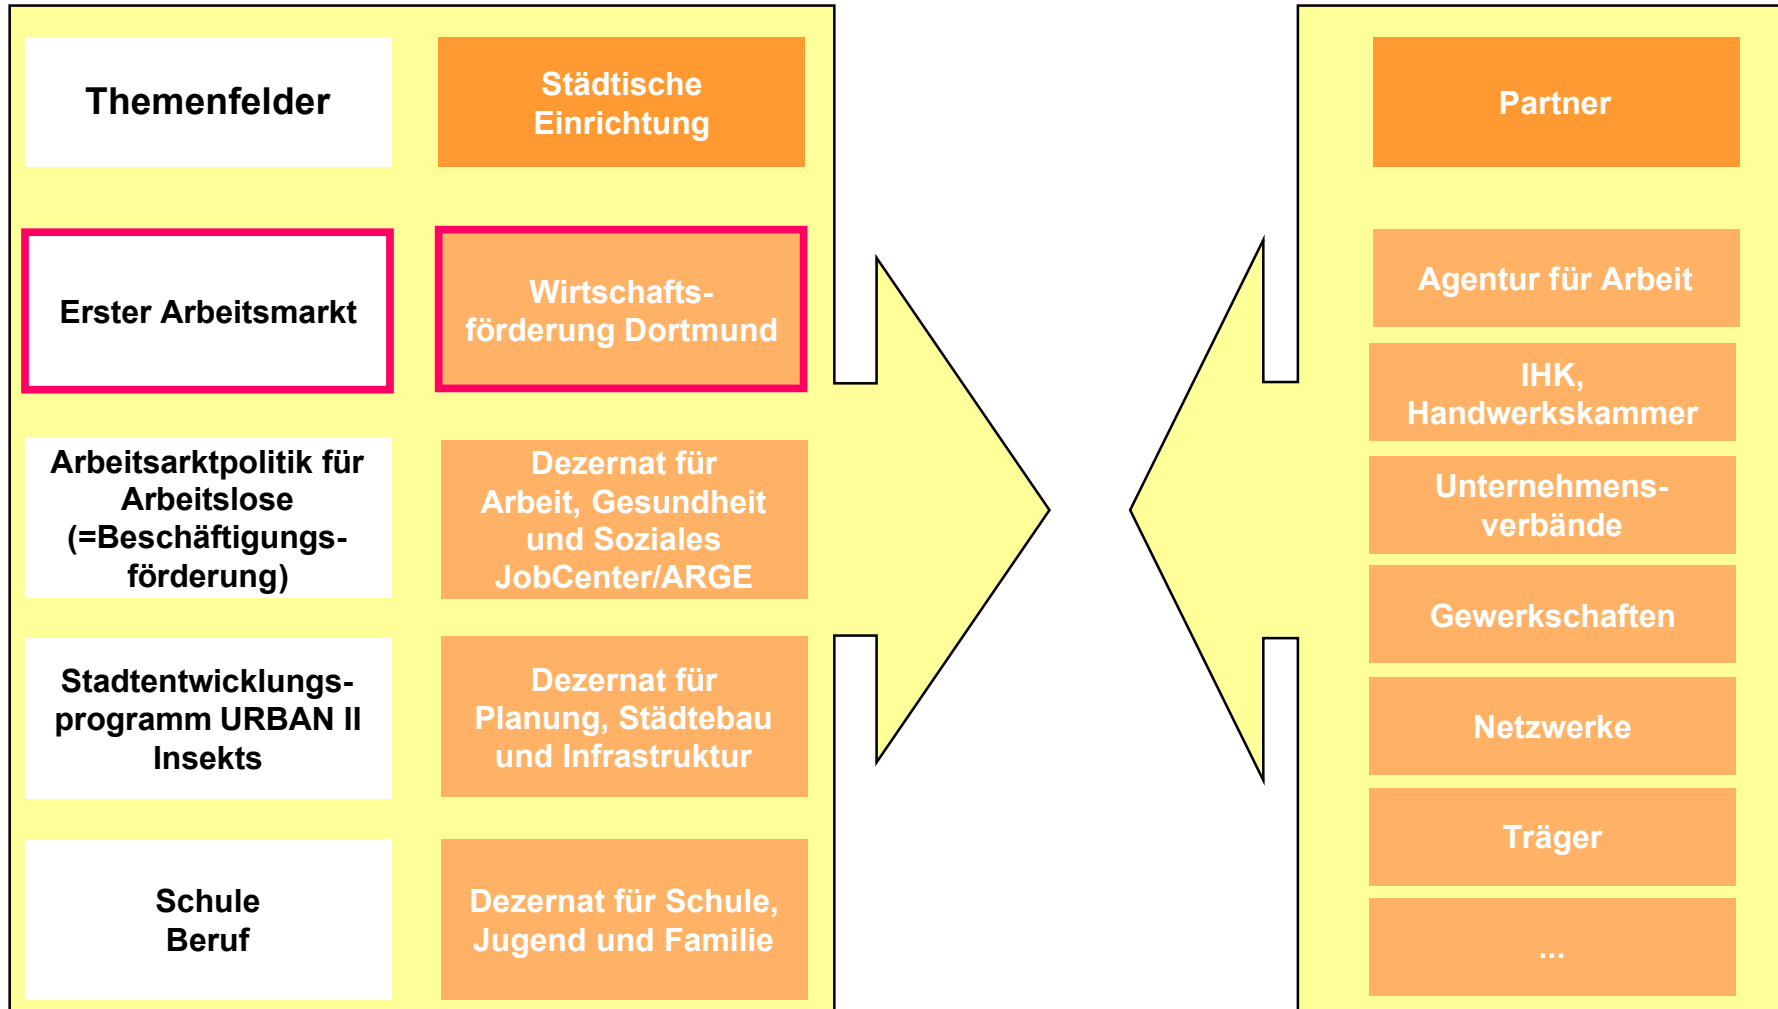 Themenfelder
Städtische
Einrichtung
Erster Arbeitsmarkt
Wirtschafts-
förderung Dortmund
Arbeitsarktpolitik für
Arbeitslose
(=Beschäftigungs-
förderung)
Dezernat für
Arbeit, Gesundheit
und Soziales
JobCenter/ARGE
Stadtentwicklungs-
programm URBAN II
Insekts
Dezernat für
Planung, Städtebau
und Infrastruktur
Schule
Beruf
Dezernat für Schule,
Jugend und Familie
Partner
Agentur für Arbeit
IHK,
Handwerkskammer
Unternehmens-
verbände
Gewerkschaften
Netzwerke
Träger
...